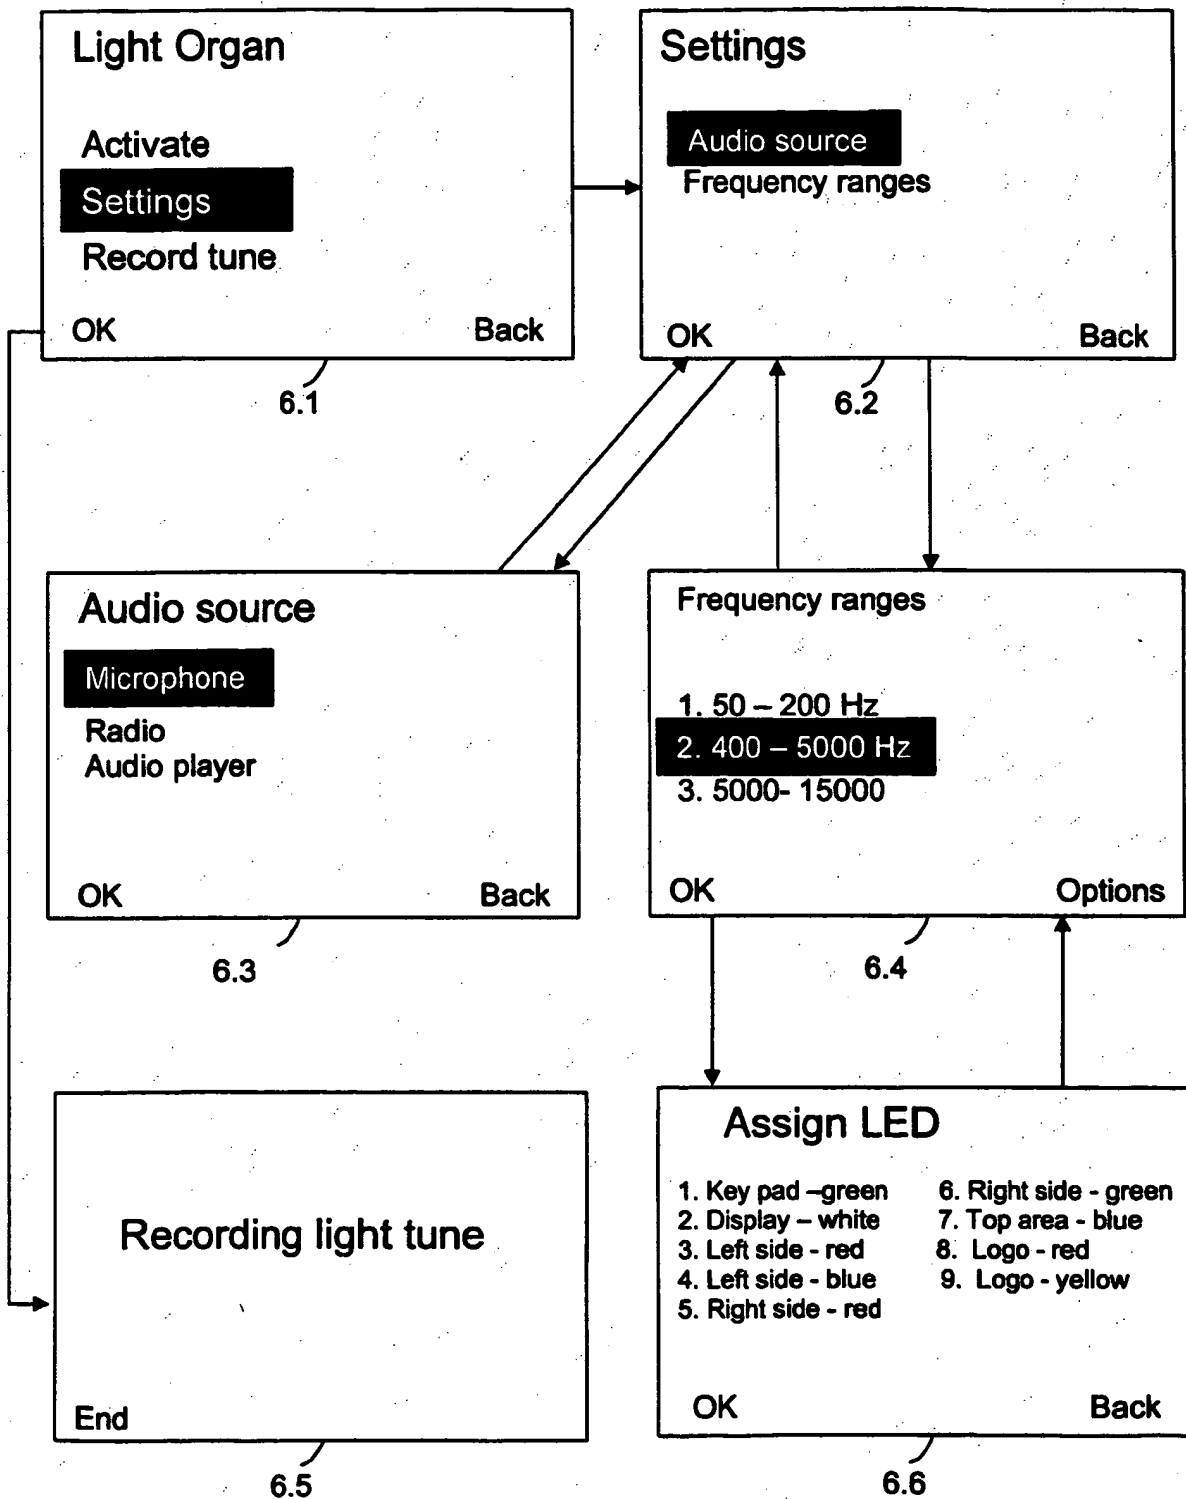 Light Organ
Activate
Settings
Record tune
OK Back
6.1
Settings
Audio source
Frequency ranges
OK Back
6.2
Audio source
Microphone
Radio
Audio player
OK Back
6.3
Frequency ranges
1. 50 – 200 Hz
2. 400 – 5000 Hz
3. 5000- 15000
OK Options
6.4
Recording light tune
End
6.5
Assign LED
1. Key pad –green
2. Display – white
3. Left side - red
4. Left side - blue
5. Right side - red
6. Right side - green
7. Top area - blue
8. Logo - red
9. Logo - yellow
OK Back
6.6